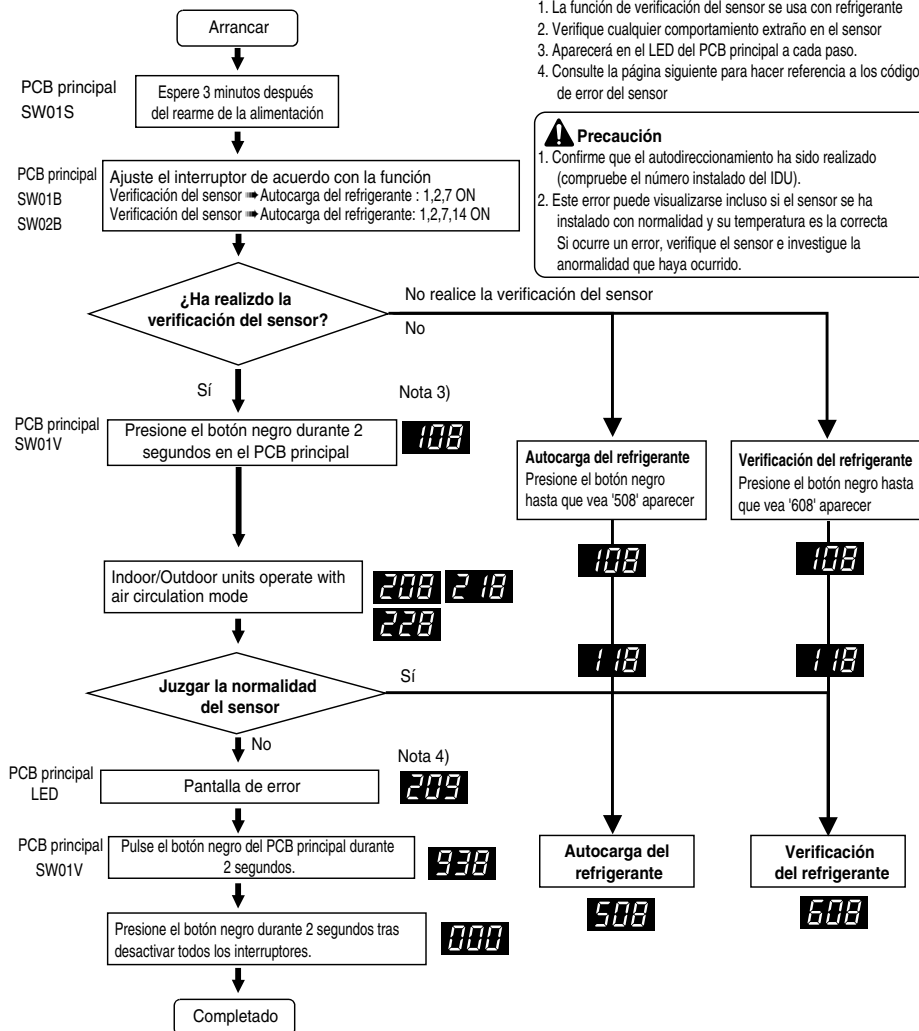 1. La función de verificación del sensor se usa con refrigerante
2. Verifique cualquier comportamiento extraño en el sensor
3. Aparecerá en el LED del PCB principal a cada paso.
4. Consulte la página siguiente para hacer referencia a los código
de error del sensor
Precaución
1. Confirme que el autodireccionamiento ha sido realizado
(compruebe el número instalado del IDU).
2. Este error puede visualizarse incluso si el sensor se ha
instalado con normalidad y su temperatura es la correcta
Si ocurre un error, verifique el sensor e investigue la
anormalidad que haya ocurrido.
Arrancar
PCB principal
SW01S
Espere 3 minutos después
del rearme de la alimentación
PCB principal
SW01B
SW02B
Ajuste el interruptor de acuerdo con la función
Verificación del sensor ➠ Autocarga del refrigerante : 1,2,7 ON
Verificación del sensor ➠ Autocarga del refrigerante: 1,2,7,14 ON
¿Ha realizdo la
verificación del sensor?
No realice la verificación del sensor
No
Sí
Nota 3)
PCB principal
SW01V
Presione el botón negro durante 2
segundos en el PCB principal
108
Autocarga del refrigerante
Presione el botón negro
hasta que vea '508' aparecer
Verificación del refrigerante
Presione el botón negro hasta
que vea '608' aparecer
108
108
Indoor/Outdoor units operate with
air circulation mode
208 218
228
118
118
Juzgar la normalidad
del sensor
Sí
No
Nota 4)
PCB principal
LED
Pantalla de error
209
PCB principal
SW01V
Pulse el botón negro del PCB principal durante
2 segundos.
938
Autocarga del
refrigerante
Verificación
del refrigerante
508
608
Presione el botón negro durante 2 segundos tras
desactivar todos los interruptores.
000
Completado